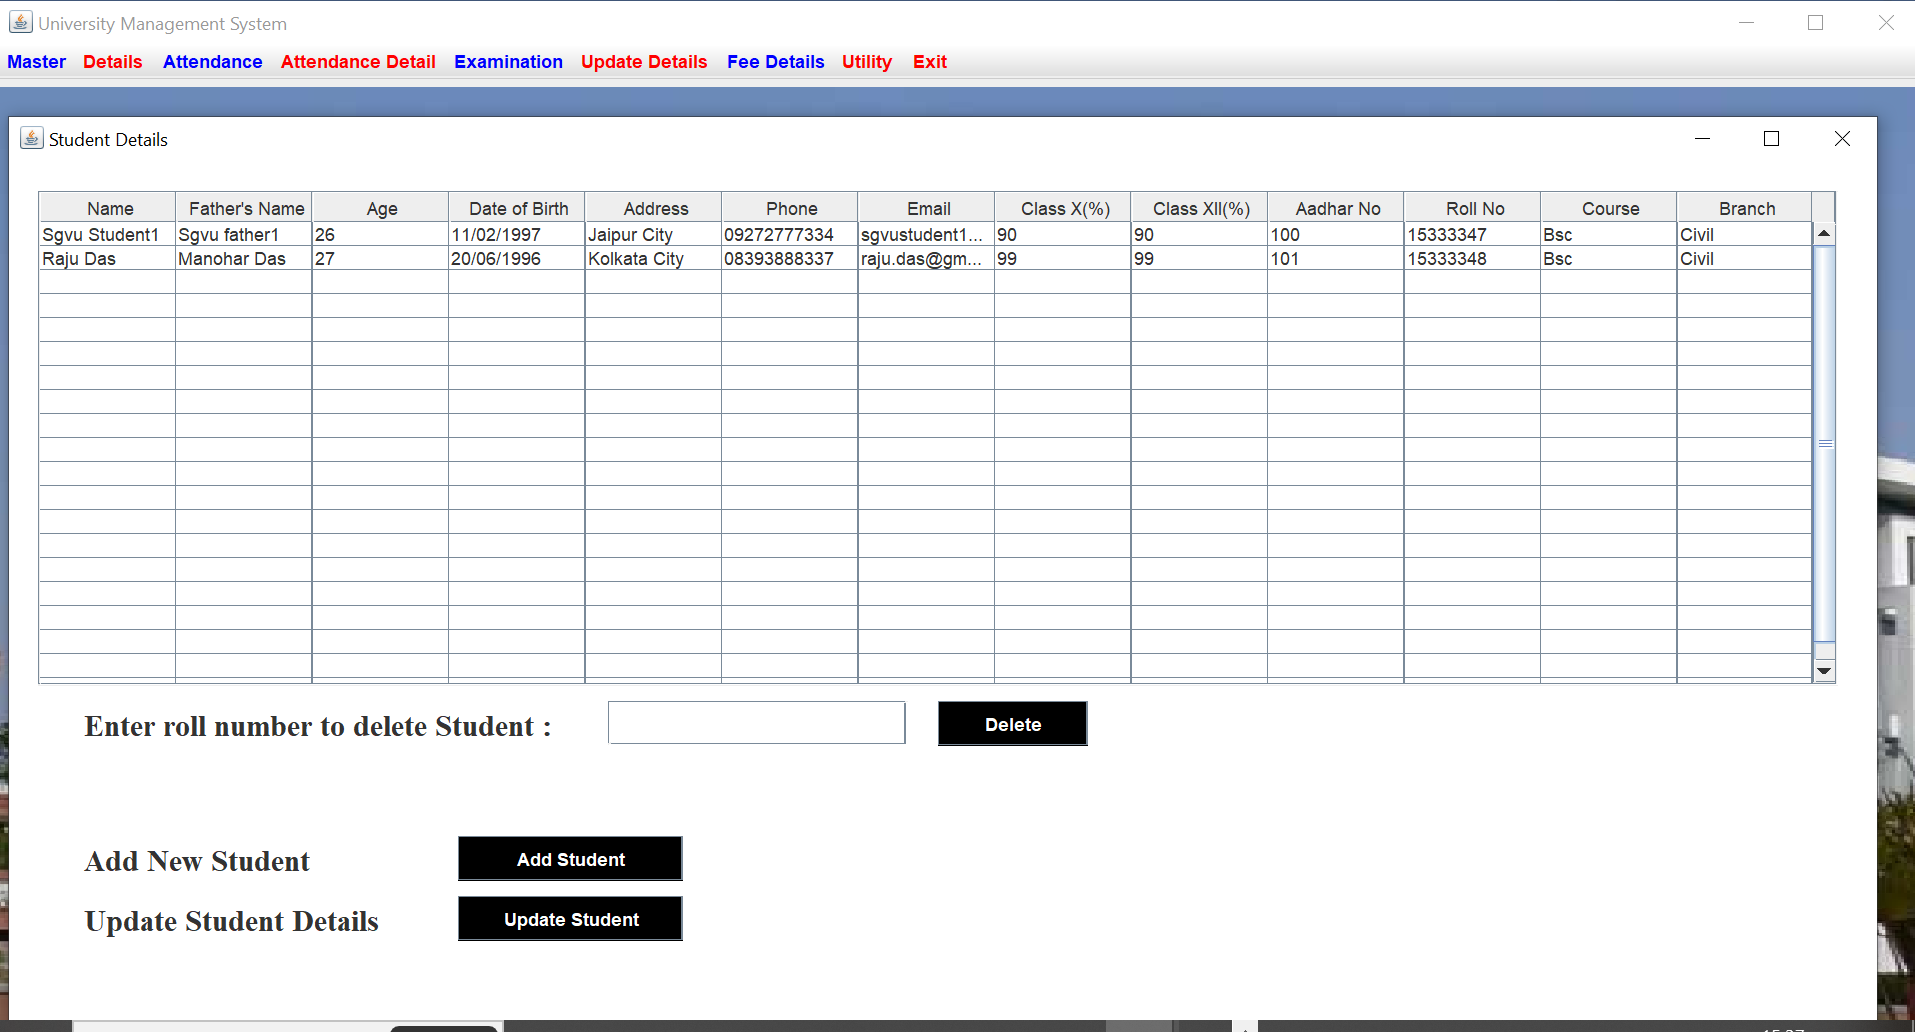 University Management System
Master Details Attendance Attendance Detail Examination Update Details Fee Details Utility Exit
Student Details
Name Father's Name Age Date of Birth Address Phone Email Class X(%) Class XII(%) Aadhar No Roll No Course Branch
Sgvu Student1 Sgvu father1 26 11/02/1997 Jaipur City 09272777334 sgvustudent1... 90 90 100 15333347 Bsc Civil
Raju Das Manohar Das 27 20/06/1996 Kolkata City 08393888337 raju.das@gm... 99 99 101 15333348 Bsc Civil
Enter roll number to delete Student : Delete
Add New Student Add Student
Update Student Details Update Student